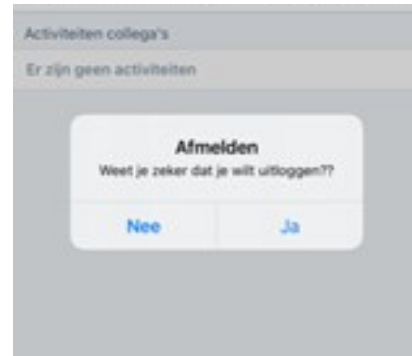 Activiteiten collega's
Er zijn geen activiteiten
Afmelden
Weet je zeker dat je wilt uitloggen??
Nee Ja